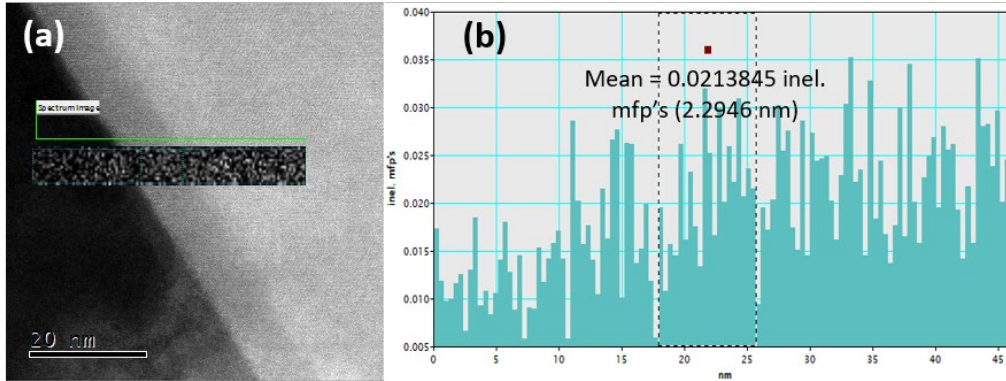 (a)
Spectrum Image
20 nm
(b)
0.040
0.035
0.030
0.025
0.020
0.015
0.010
0.005
inel. mfp's
Mean = 0.0213845 inel.
mfp's (2.2946 nm)
0 5 10 15 20 25 30 35 40 45
nm